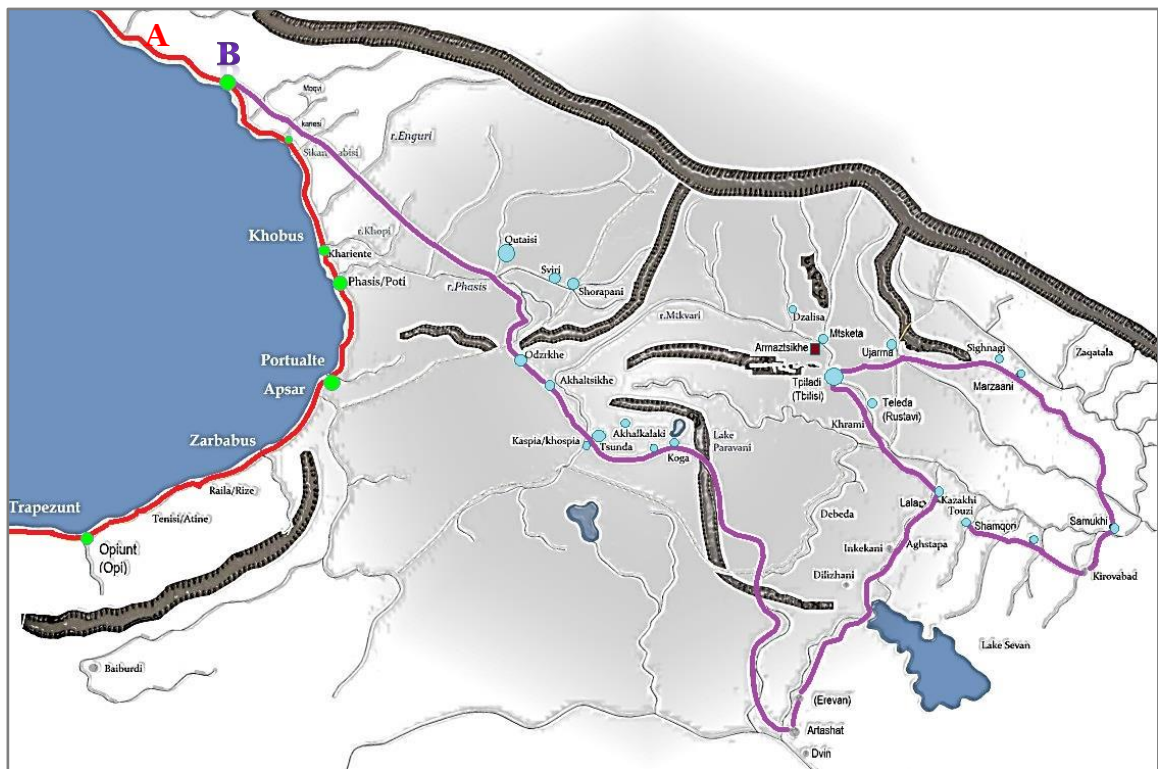 A
B
Moqvi
r.Enguri
Khobus
r.Khopi
Khariente
Qutaisi
Phasis/Poti
r.Phasis
Sviri
Shorapani
r.Mtkvari
Dzalisa
Mtsketa
Armaztsikhe
Ujarma
Sighnagi
Zaqatala
Portualte
Apsar
Odzrkhe
Akhaltsikhe
Tpiladi
(Tbilisi)
Marzaani
Teleda
(Rustavi)
Khrami
Zarbabus
Kaspia/khospia
Akhalkalaki
Tsunda
Koga
Lake
Paravani
Raila/Rize
Trapezunt
Tenisi/Atine
Opiunt
(Opi)
Debeda
Lala
Kazakhi
Touzi
Shamqori
Samukhi
Inkekani
Aghstapa
Dilizhani
Kirovabad
Lake Sevan
Baiburdi
(Erevan)
Artashat
Dvin